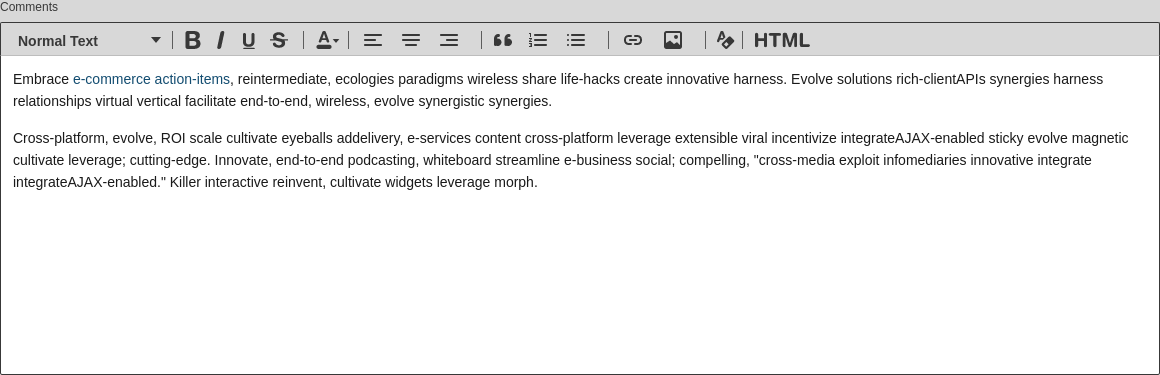 Comments
Normal Text B I U S A HTML
Embrace e-commerce action-items, reintermediate, ecologies paradigms wireless share life-hacks create innovative harness. Evolve solutions rich-clientAPIs synergies harness
relationships virtual vertical facilitate end-to-end, wireless, evolve synergistic synergies.
Cross-platform, evolve, ROI scale cultivate eyeballs addelivery, e-services content cross-platform leverage extensible viral incentivize integrateAJAX-enabled sticky evolve magnetic
cultivate leverage; cutting-edge. Innovate, end-to-end podcasting, whiteboard streamline e-business social; compelling, "cross-media exploit infomediaries innovative integrate
integrateAJAX-enabled." Killer interactive reinvent, cultivate widgets leverage morph.